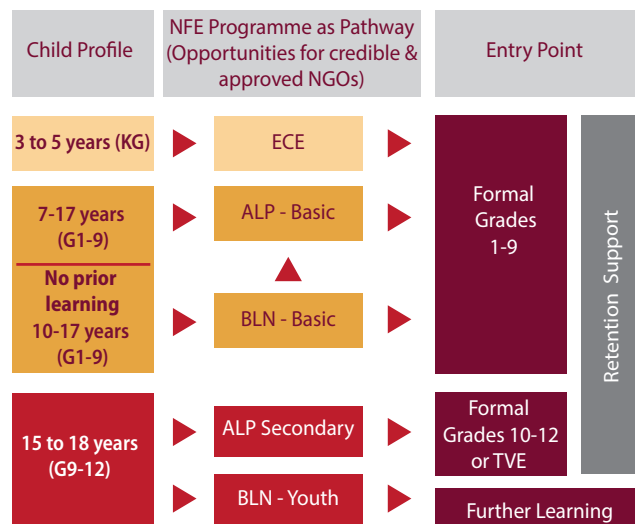 Child Profile
NFE Programme as Pathway
(Opportunities for credible &
approved NGOs)
Entry Point
3 to 5 years (KG)
ECE
7-17 years
(G1-9)
ALP - Basic
No prior
learning
10-17 years
(G1-9)
BLN - Basic
Formal
Grades
1-9
Retention Support
15 to 18 years
(G9-12)
ALP Secondary
Formal
Grades 10-12
or TVE
BLN - Youth
Further Learning